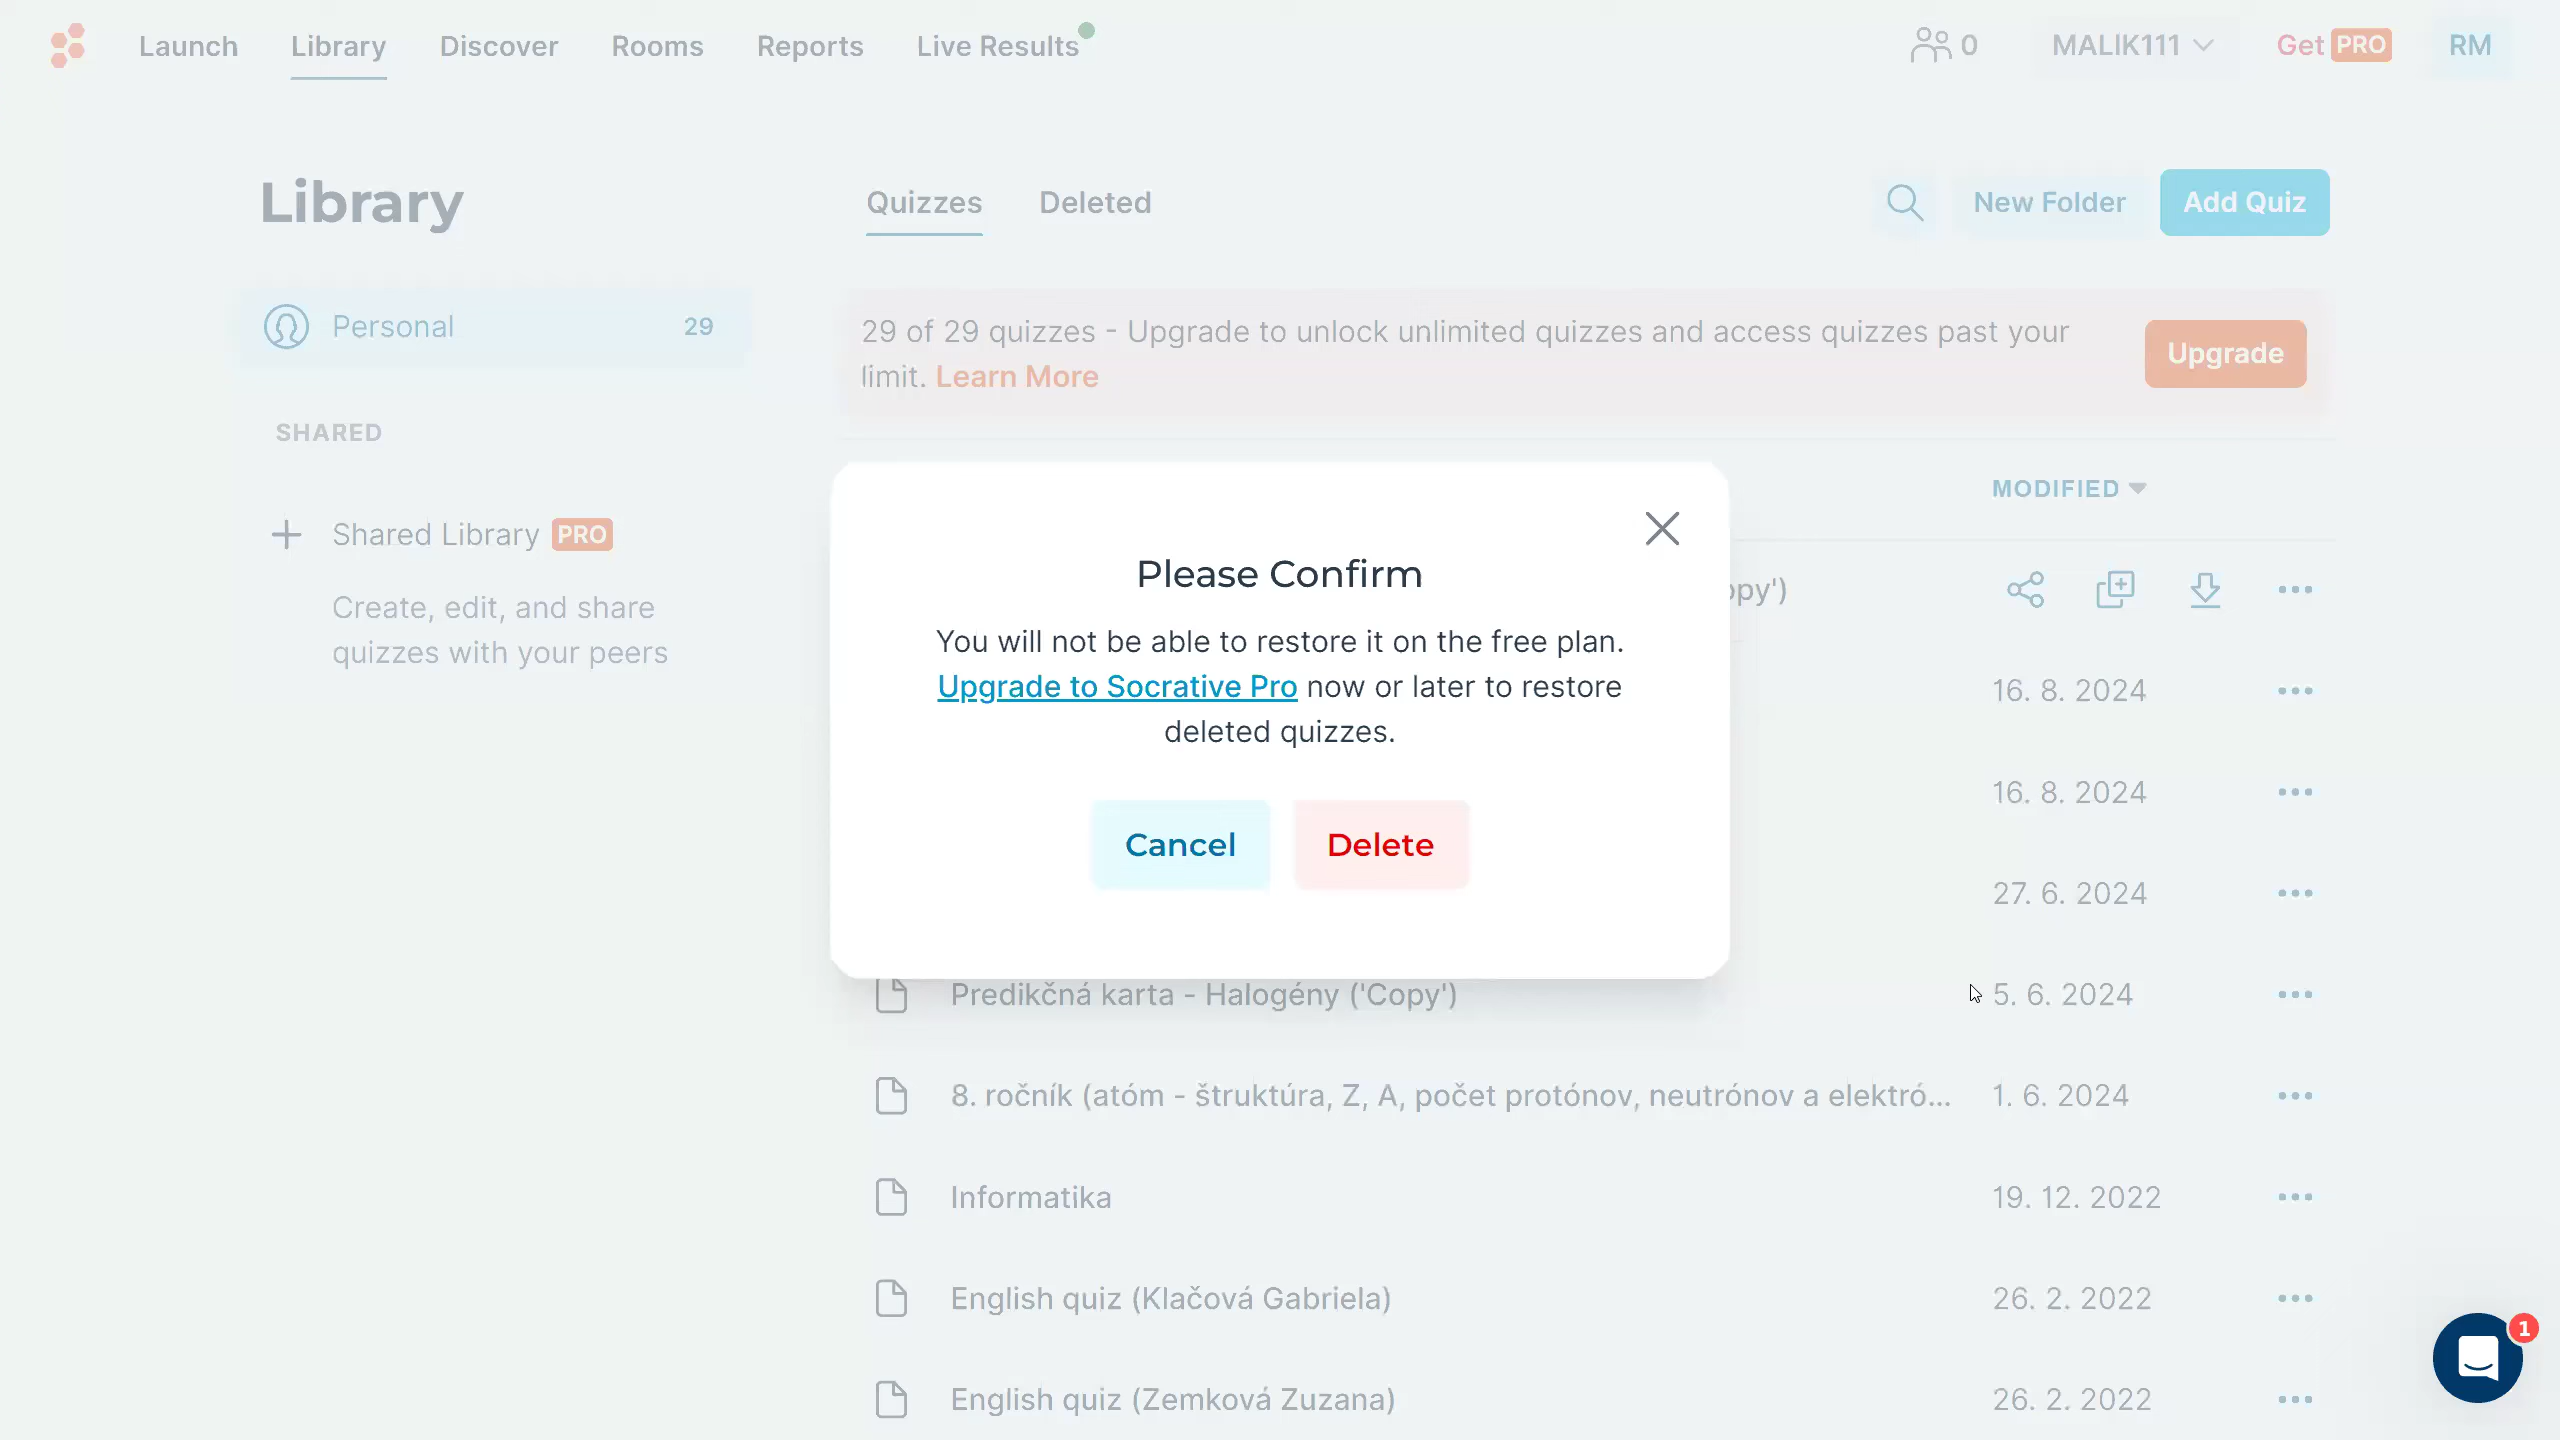 Launch Library Discover Rooms Reports Live Results 0 MALIK111 Get PRO RM
Library
Quizzes Deleted New Folder Add Quiz
Personal 29
29 of 29 quizzes - Upgrade to unlock unlimited quizzes and access quizzes past your
limit. Learn More
Upgrade
SHARED
MODIFIED
Shared Library PRO
Create, edit, and share
quizzes with your peers
Please Confirm
You will not be able to restore it on the free plan.
Upgrade to Socrative Pro now or later to restore
deleted quizzes.
Cancel Delete
opy')
16. 8. 2024
16. 8. 2024
27. 6. 2024
Predikčná karta - Halogény ('Copy') 5. 6. 2024
8. ročník (atóm - štruktúra, Z, A, počet protónov, neutrónov a elektró... 1. 6. 2024
Informatika 19. 12. 2022
English quiz (Klačová Gabriela) 26. 2. 2022
English quiz (Zemková Zuzana) 26. 2. 2022
1